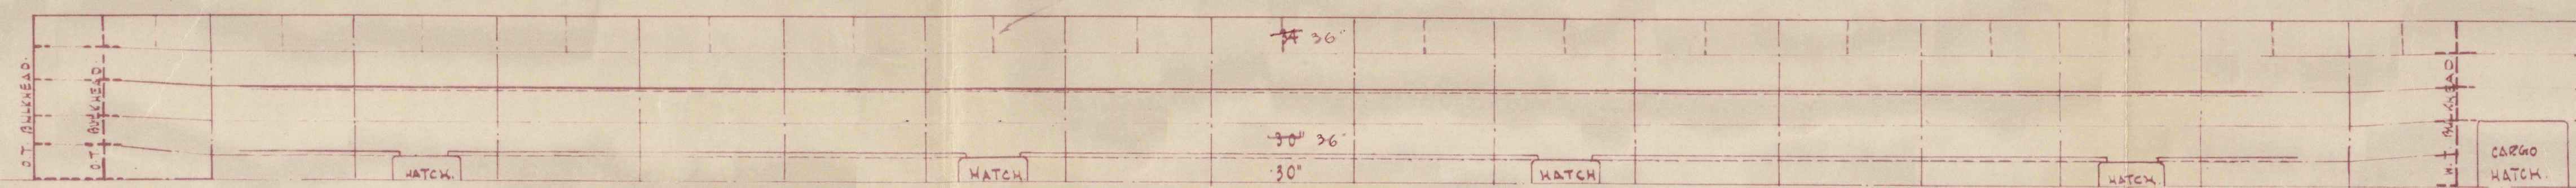 O.T. BULKHEAD.
O.T. BULKHEAD.
34 36"
30" 36"
30"
HATCH.
HATCH
HATCH
HATCH.
W.T. BULKHEAD
CARGO
HATCH.